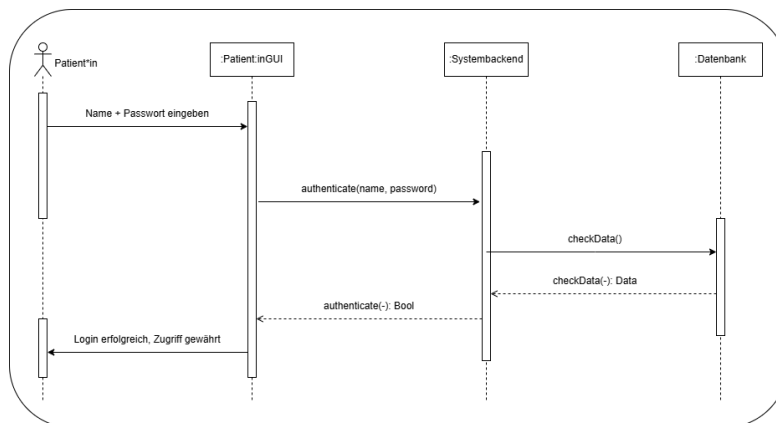 Patient*in
:Patient:inGUI
:Systembackend
:Datenbank
Name + Passwort eingeben
authenticate(name, password)
checkData()
checkData(-): Data
authenticate(-): Bool
Login erfolgreich, Zugriff gewährt